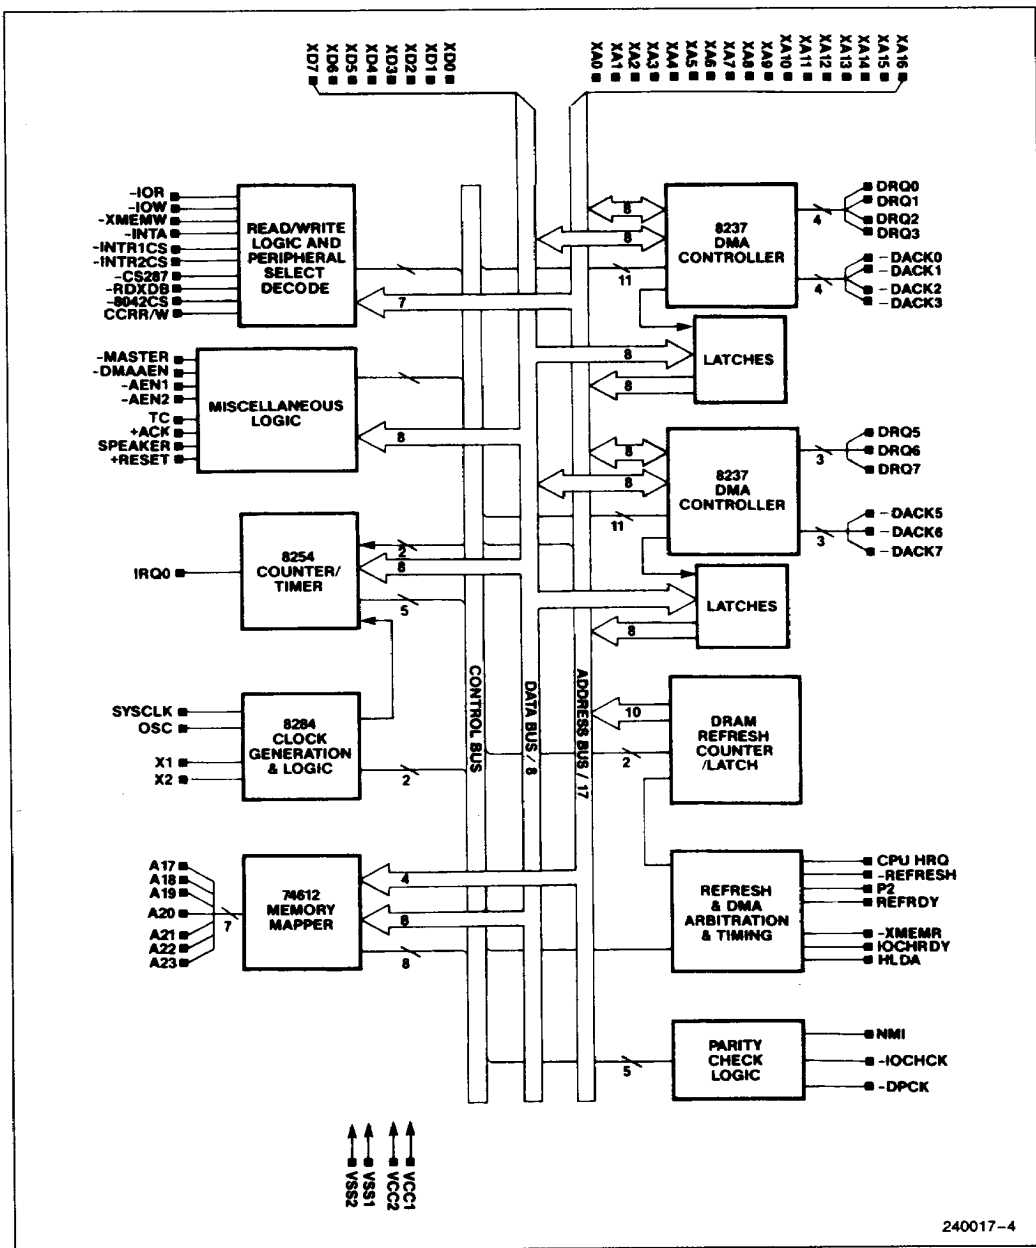 XD7
XD6
XD5
XD4
XD3
XD2
XD1
XD0
XA0
XA1
XA2
XA3
XA4
XA5
XA6
XA7
XA8
XA9
XA10
XA11
XA12
XA13
XA14
XA15
XA16
-IOR
-IOW
-XMEMW
-INTA
-INTR1CS
-INTR2CS
-CS287
-RDXDB
-8042CS
CCRR/W
READ/WRITE
LOGIC AND
PERIPHERAL
SELECT
DECODE
7
8
8
11
8237
DMA
CONTROLLER
4
4
DRQ0
DRQ1
DRQ2
DRQ3
-DACK0
-DACK1
-DACK2
-DACK3
-MASTER
-DMAAEN
-AEN1
-AEN2
TC
+ACK
SPEAKER
+RESET
MISCELLANEOUS
LOGIC
8
8
8
LATCHES
8
8
11
8237
DMA
CONTROLLER
3
3
DRQ5
DRQ6
DRQ7
-DACK5
-DACK6
-DACK7
IRQ0
8254
COUNTER/
TIMER
2
8
5
8
LATCHES
SYSCLK
OSC
X1
X2
8284
CLOCK
GENERATION
& LOGIC
2
CONTROL BUS
DATA BUS / 8
ADDRESS BUS / 17
10
2
DRAM
REFRESH
COUNTER
/LATCH
A17
A18
A19
A20
A21
A22
A23
7
74612
MEMORY
MAPPER
4
8
8
REFRESH
& DMA
ARBITRATION
& TIMING
CPU HRQ
-REFRESH
P2
REFRDY
-XMEMR
IOCHRDY
HLDA
5
PARITY
CHECK
LOGIC
NMI
-IOCHCK
-DPCK
VSS2
VSS1
VCC2
VCC1
240017-4